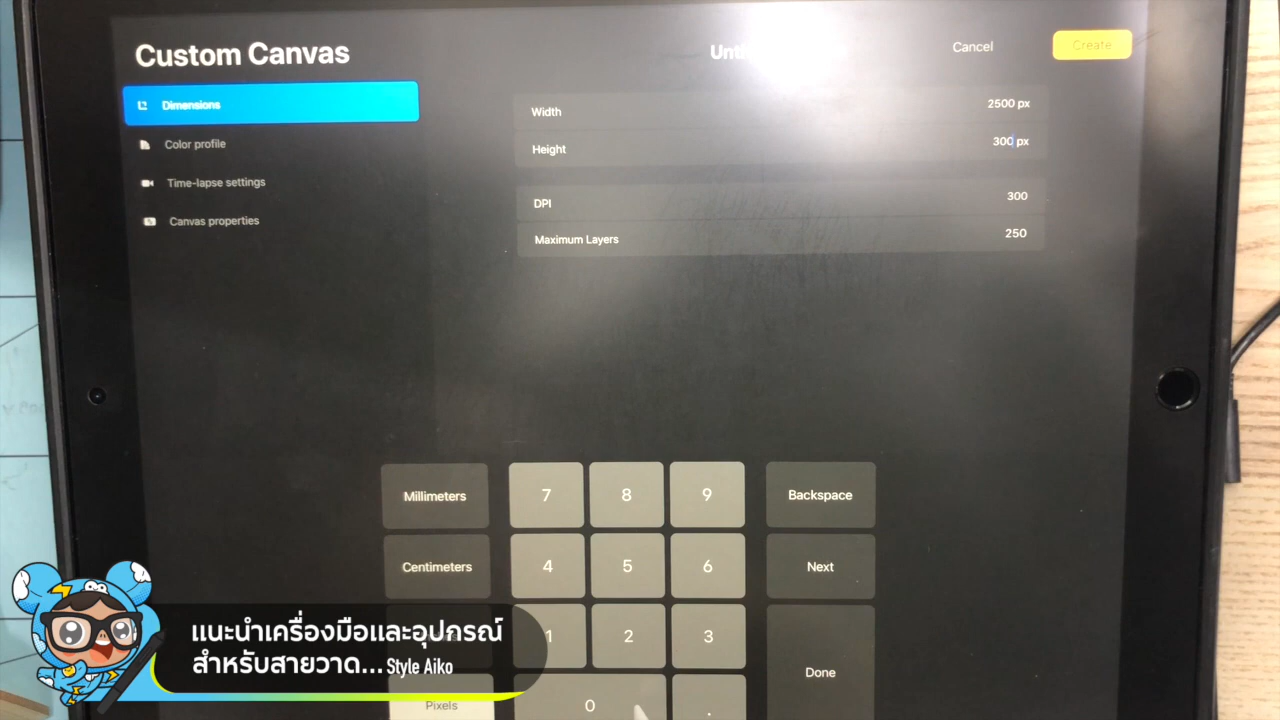 Custom Canvas
Cancel
Create
Dimensions
Color profile
Time-lapse settings
Canvas properties
Width
2500 px
Height
300 px
DPI
300
Maximum Layers
250
Millimeters
7
8
9
Backspace
Centimeters
4
5
6
Next
1
2
3
Done
Pixels
0
.
แนะนำเครื่องมือและอุปกรณ์
สำหรับสายวาด... Style Aiko